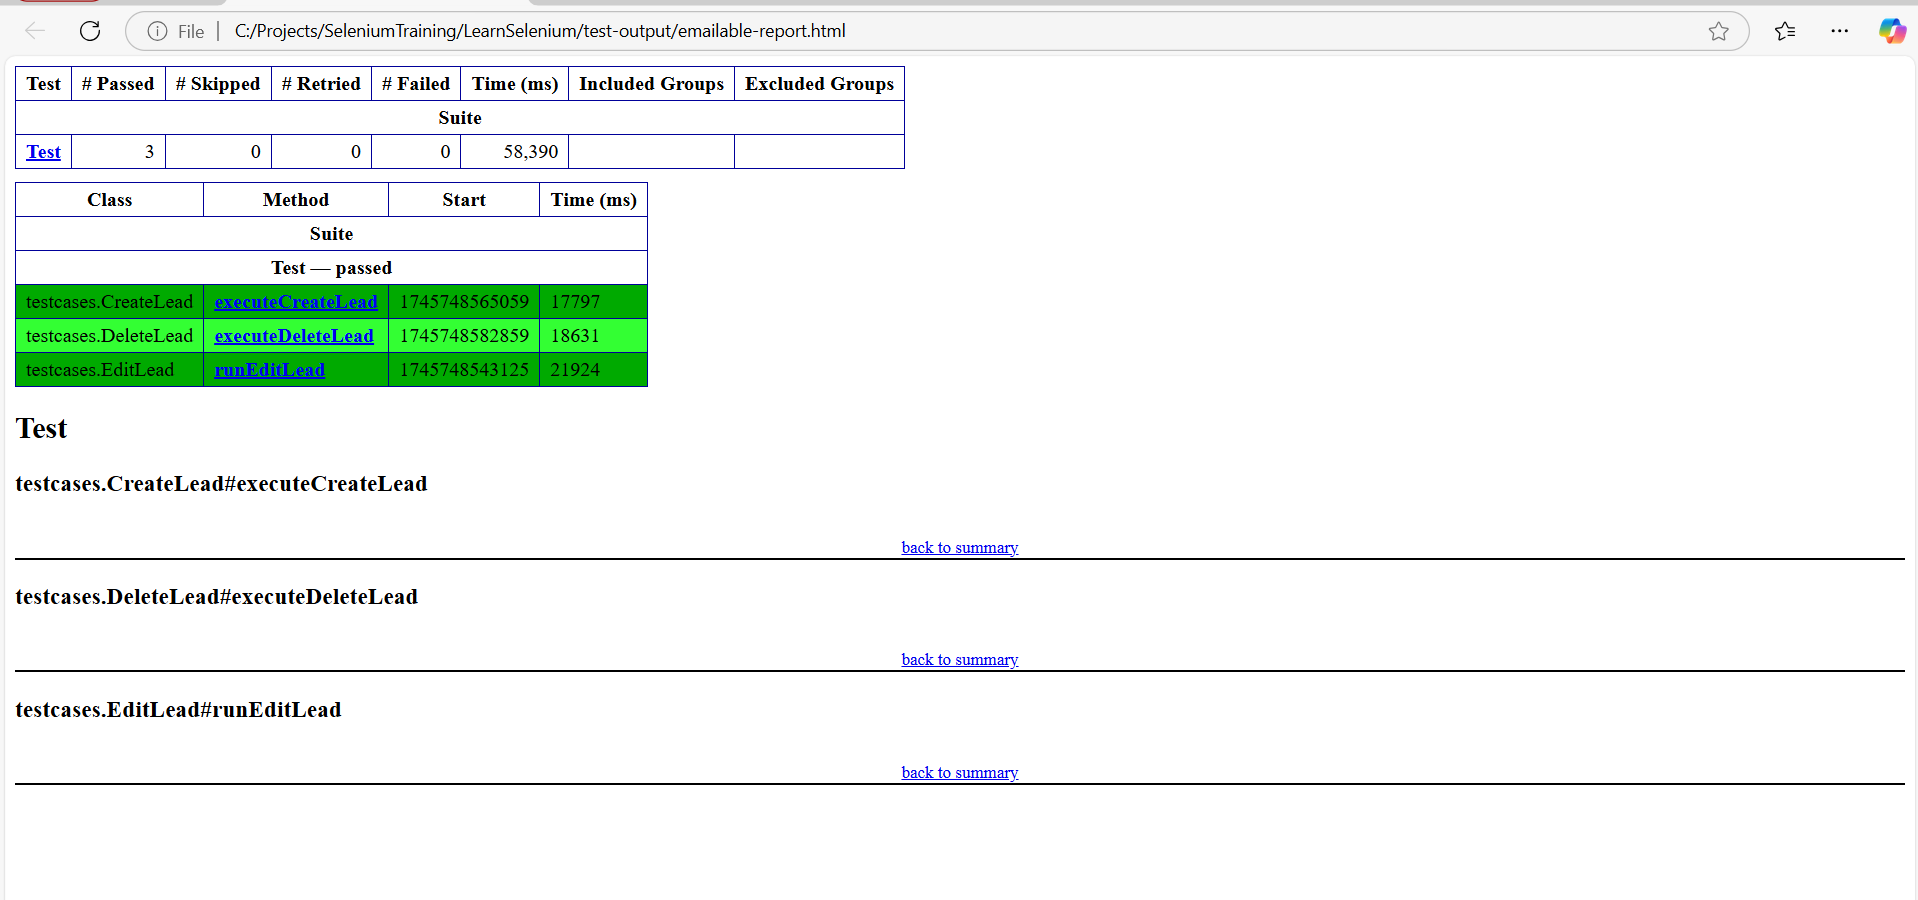 File C:/Projects/SeleniumTraining/LearnSelenium/test-output/emailable-report.html
Test # Passed # Skipped # Retried # Failed Time (ms) Included Groups Excluded Groups
Suite
Test 3 0 0 0 58,390
Class Method Start Time (ms)
Suite
Test — passed
testcases.CreateLead executeCreateLead 1745748565059 17797
testcases.DeleteLead executeDeleteLead 1745748582859 18631
testcases.EditLead runEditLead 1745748543125 21924
Test
testcases.CreateLead#executeCreateLead
back to summary
testcases.DeleteLead#executeDeleteLead
back to summary
testcases.EditLead#runEditLead
back to summary